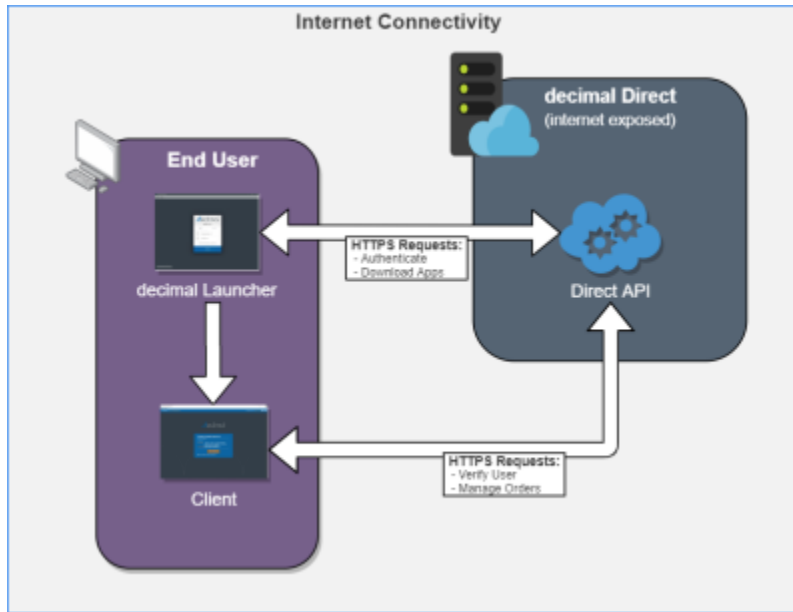 Internet Connectivity
decimal Direct
(internet exposed)
End User
HTTPS Requests:
- Authenticate
- Download Apps
decimal Launcher
Direct API
HTTPS Requests:
- Verify User
- Manage Orders
Client